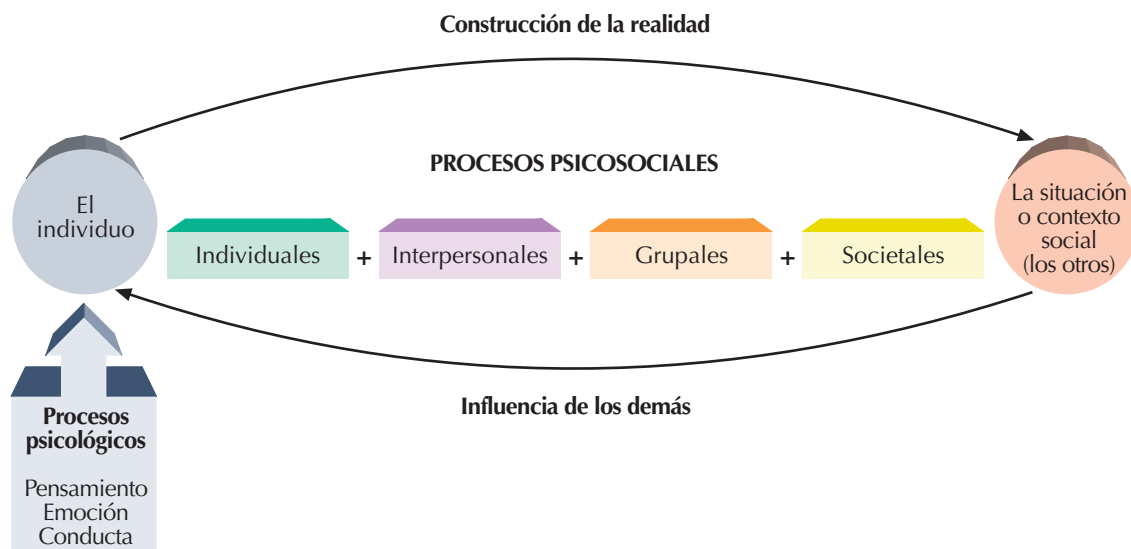 Construcción de la realidad
PROCESOS PSICOSOCIALES
El
individuo
Individuales + Interpersonales + Grupales + Societales
La situación
o contexto
social
(los otros)
Influencia de los demás
Procesos
psicológicos
Pensamiento
Emoción
Conducta